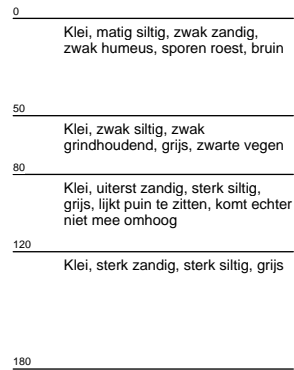 0
Klei, matig siltig, zwak zandig,
zwak humeus, sporen roest, bruin
50
Klei, zwak siltig, zwak
grindhoudend, grijs, zwarte vegen
80
Klei, uiterst zandig, sterk siltig,
grijs, lijkt puin te zitten, komt echter
niet mee omhoog
120
Klei, sterk zandig, sterk siltig, grijs
180